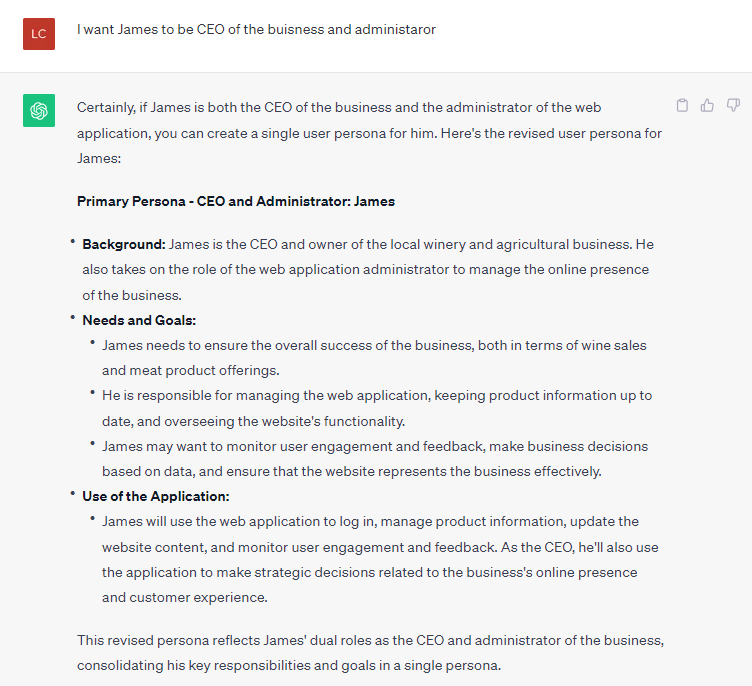 LC
I want James to be CEO of the buisness and administaror
Certainly, if James is both the CEO of the business and the administrator of the web
application, you can create a single user persona for him. Here's the revised user persona for
James:
Primary Persona - CEO and Administrator: James
• Background: James is the CEO and owner of the local winery and agricultural business. He
also takes on the role of the web application administrator to manage the online presence
of the business.
• Needs and Goals:
• James needs to ensure the overall success of the business, both in terms of wine sales
and meat product offerings.
• He is responsible for managing the web application, keeping product information up to
date, and overseeing the website's functionality.
• James may want to monitor user engagement and feedback, make business decisions
based on data, and ensure that the website represents the business effectively.
• Use of the Application:
• James will use the web application to log in, manage product information, update the
website content, and monitor user engagement and feedback. As the CEO, he'll also use
the application to make strategic decisions related to the business's online presence
and customer experience.
This revised persona reflects James' dual roles as the CEO and administrator of the business,
consolidating his key responsibilities and goals in a single persona.